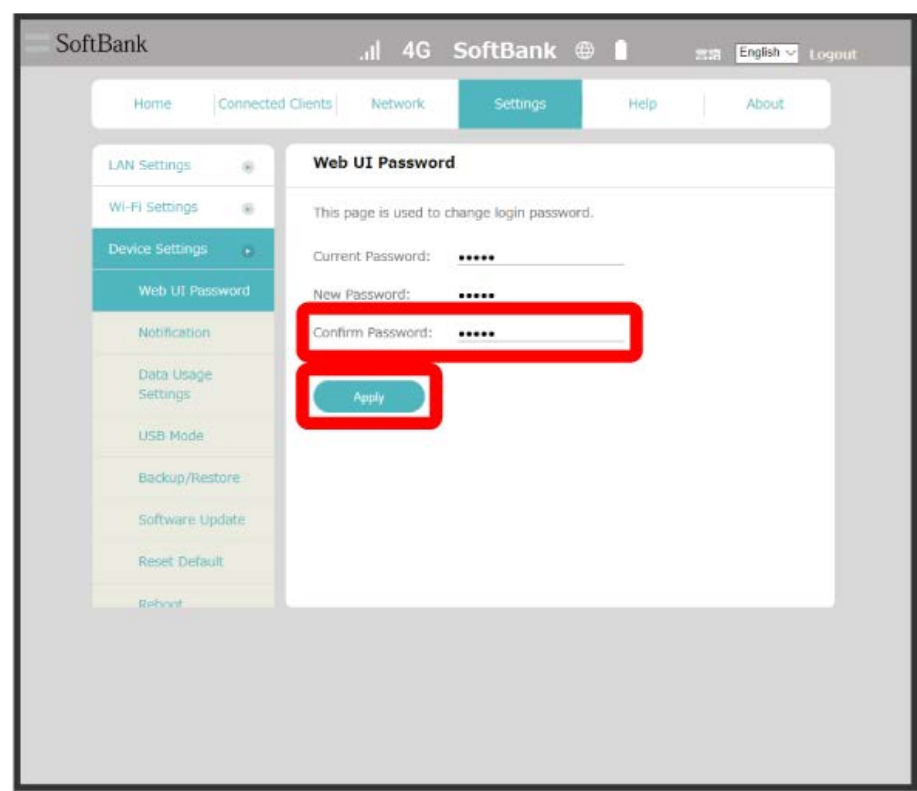 SoftBank
4G SoftBank
言語 English Logout
Home Connected Clients Network Settings Help About
LAN Settings
Wi-Fi Settings
Device Settings
Web UI Password
Notification
Data Usage
Settings
USB Mode
Backup/Restore
Software Update
Reset Default
Reboot
Web UI Password
This page is used to change login password.
Current Password: •••••
New Password: •••••
Confirm Password: •••••
Apply